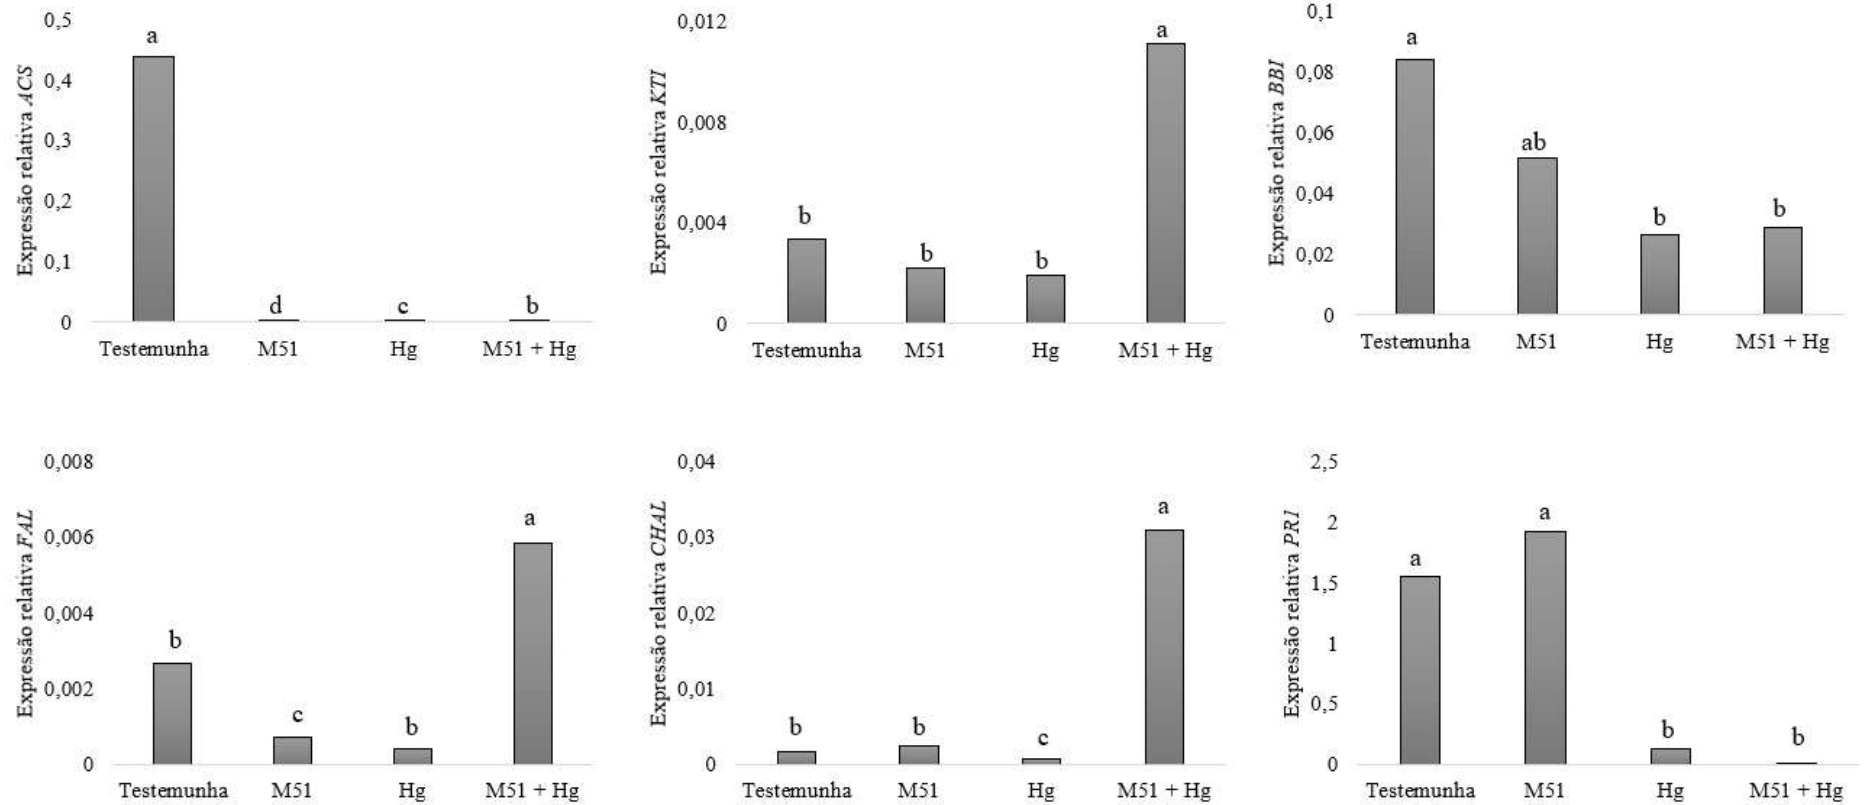 Expressão relativa ACS
0,5
0,4
0,3
0,2
0,1
0
a
d
c
b
Testemunha M51 Hg M51 + Hg
Expressão relativa KTI
0,012
0,008
0,004
0
b
b
b
a
Testemunha M51 Hg M51 + Hg
Expressão relativa BBI
0,1
0,08
0,06
0,04
0,02
0
a
ab
b
b
Testemunha M51 Hg M51 + Hg
Expressão relativa FAL
0,008
0,006
0,004
0,002
0
b
c
b
a
Testemunha M51 Hg M51 + Hg
Expressão relativa CHAL
0,04
0,03
0,02
0,01
0
b
b
c
a
Testemunha M51 Hg M51 + Hg
Expressão relativa PR1
2,5
2
1,5
1
0,5
0
a
a
b
b
Testemunha M51 Hg M51 + Hg